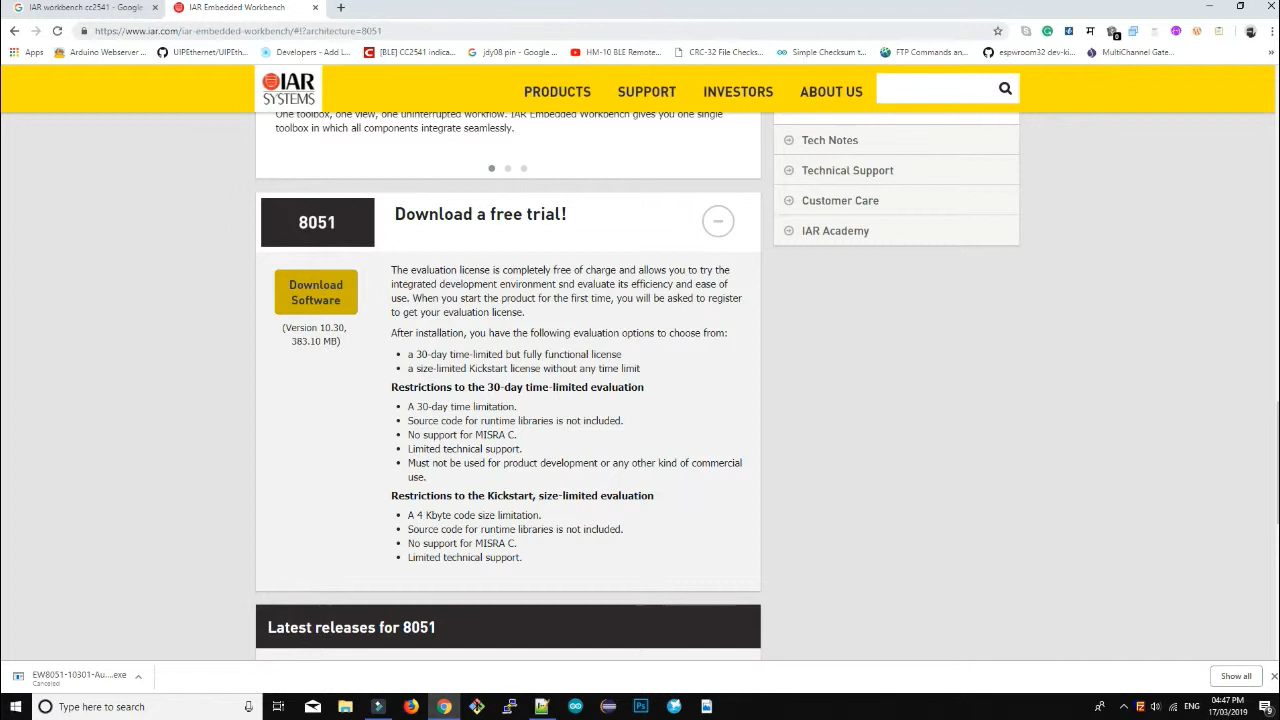 IAR workbench cc2541 - Google
IAR Embedded Workbench
https://www.iar.com/iar-embedded-workbench/#!?architecture=8051
Apps
Arduino Webserver ...
UIPEthernet/UIPEth...
Developers - Add L...
[BLE] CC2541 indica...
jdy08 pin - Google ...
HM-10 BLE Remote...
CRC-32 File Checks...
Simple Checksum t...
FTP Commands an...
espwroom32 dev-ki...
MultiChannel Gate...
IAR
SYSTEMS
PRODUCTS
SUPPORT
INVESTORS
ABOUT US
One toolbox, one view, one uninterrupted workflow. IAR Embedded Workbench gives you one single
toolbox in which all components integrate seamlessly.
Tech Notes
Technical Support
Customer Care
IAR Academy
8051
Download a free trial!
Download
Software
(Version 10.30,
383.10 MB)
The evaluation license is completely free of charge and allows you to try the
integrated development environment snd evaluate its efficiency and ease of
use. When you start the product for the first time, you will be asked to register
to get your evaluation license.
After installation, you have the following evaluation options to choose from:
• a 30-day time-limited but fully functional license
• a size-limited Kickstart license without any time limit
Restrictions to the 30-day time-limited evaluation
• A 30-day time limitation.
• Source code for runtime libraries is not included.
• No support for MISRA C.
• Limited technical support.
• Must not be used for product development or any other kind of commercial
use.
Restrictions to the Kickstart, size-limited evaluation
• A 4 Kbyte code size limitation.
• Source code for runtime libraries is not included.
• No support for MISRA C.
• Limited technical support.
Latest releases for 8051
EW8051-10301-Au....exe
Canceled
Show all
Type here to search
ENG
04:47 PM
17/03/2019